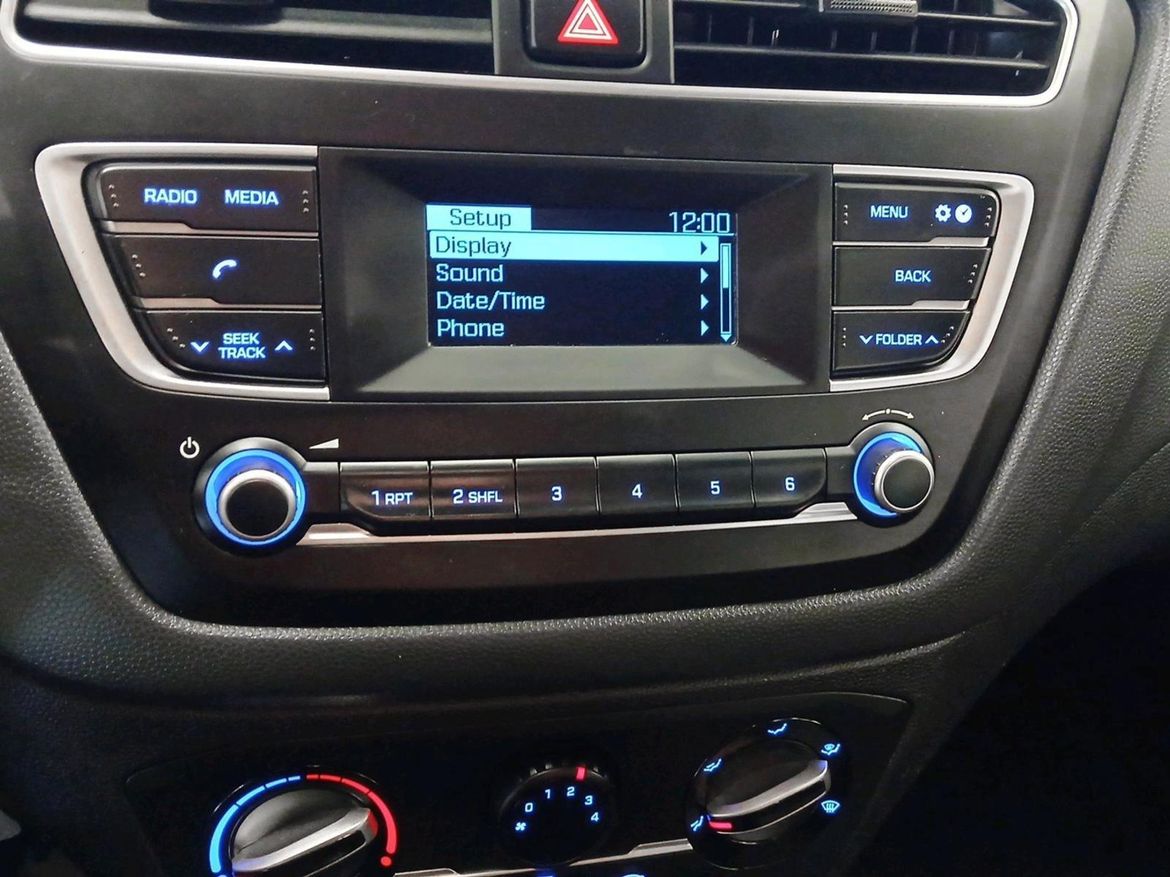 RADIO MEDIA
SEEK
TRACK
Setup 12:00
Display
Sound
Date/Time
Phone
MENU
BACK
FOLDER
1 RPT 2 SHFL 3 4 5 6
0 1 2 3 4